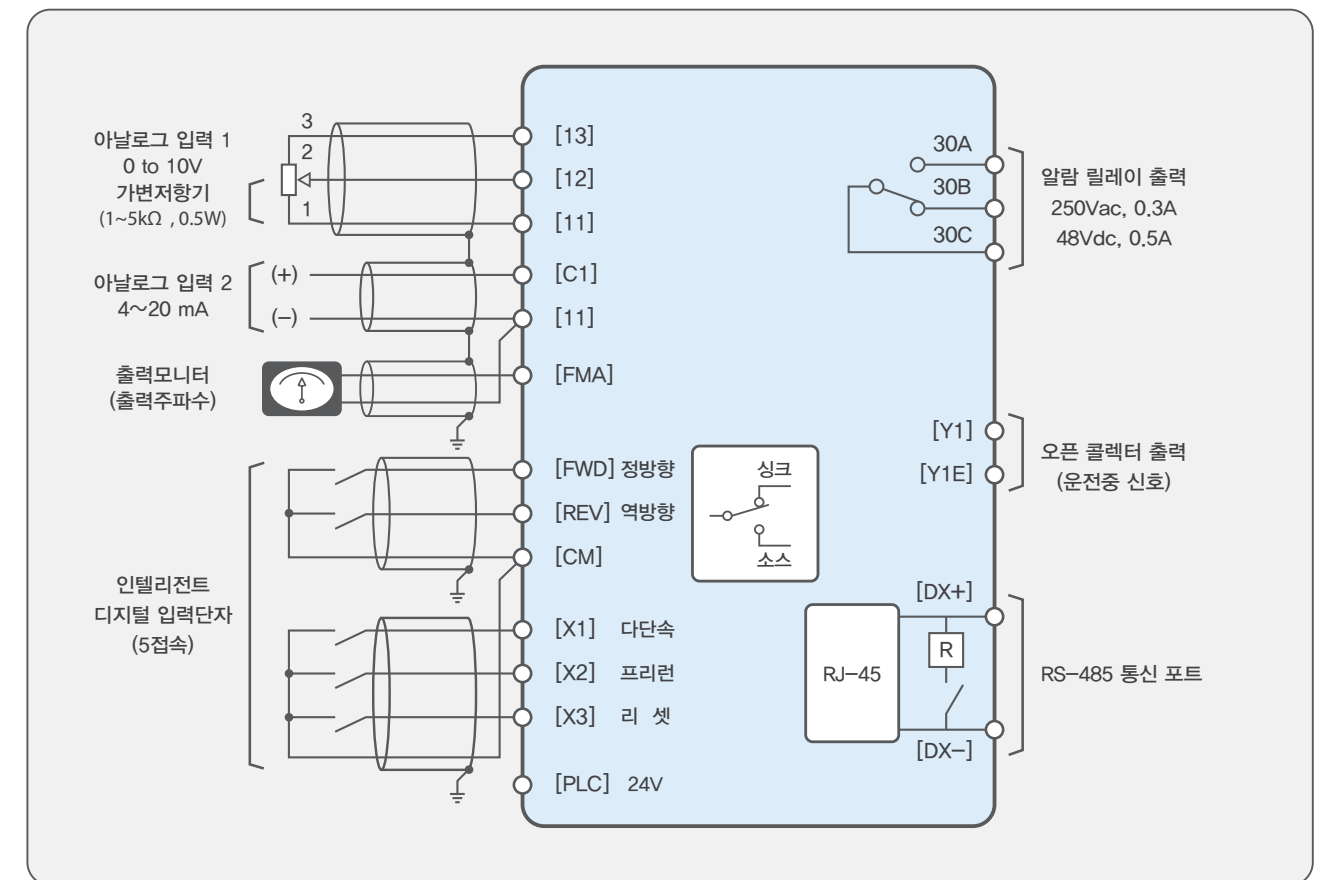 아날로그 입력 1
0 to 10V
가변저항기
(1~5kΩ , 0.5W)
3
2
1
[13]
[12]
[11]
아날로그 입력 2
4~20 mA
(+)
(−)
[C1]
[11]
출력모니터
(출력주파수)
[FMA]
인텔리전트
디지털 입력단자
(5접속)
[FWD] 정방향
[REV] 역방향
[CM]
[X1] 다단속
[X2] 프리런
[X3] 리 셋
[PLC] 24V
싱크
소스
30A
30B
30C
알람 릴레이 출력
250Vac, 0.3A
48Vdc, 0.5A
[Y1]
[Y1E]
오픈 콜렉터 출력
(운전중 신호)
[DX+]
R
RJ−45
[DX−]
RS−485 통신 포트